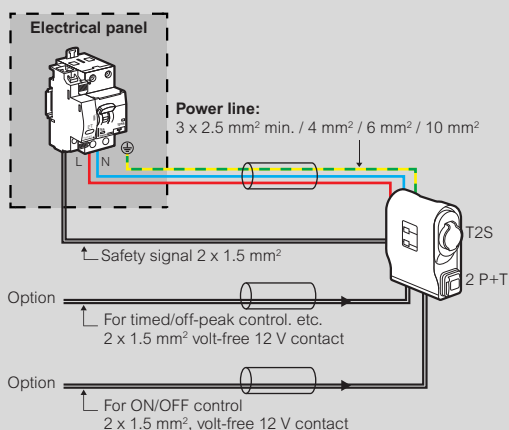 Electrical panel
Power line:
3 x 2.5 mm² min. / 4 mm² / 6 mm² / 10 mm²
L N
T2S
Safety signal 2 x 1.5 mm²
2 P+T
Option
For timed/off-peak control. etc.
2 x 1.5 mm² volt-free 12 V contact
Option
For ON/OFF control
2 x 1.5 mm², volt-free 12 V contact